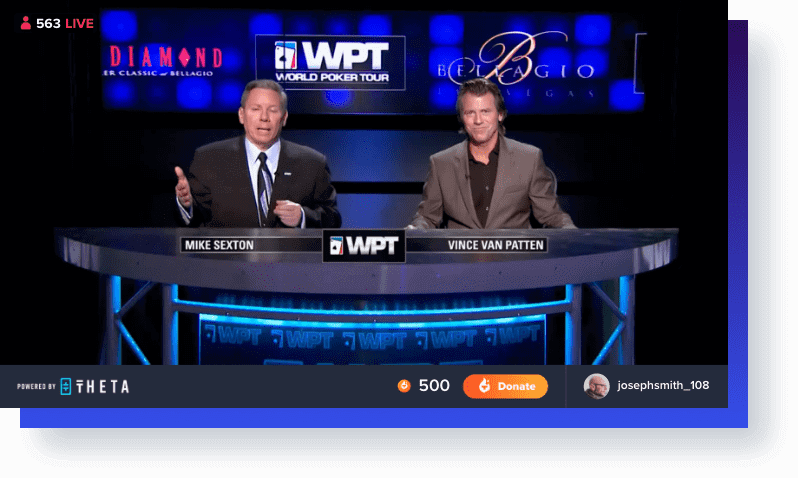 563 LIVE
DIAMOND
ER CLASSIC at BELLAGIO
WPT
WORLD POKER TOUR
B
BELLAGIO
LAS VEGAS
MIKE SEXTON
WPT
VINCE VAN PATTEN
WPT WPT WPT WPT WPT
POWERED BY THETA
500
Donate
josephsmith_108